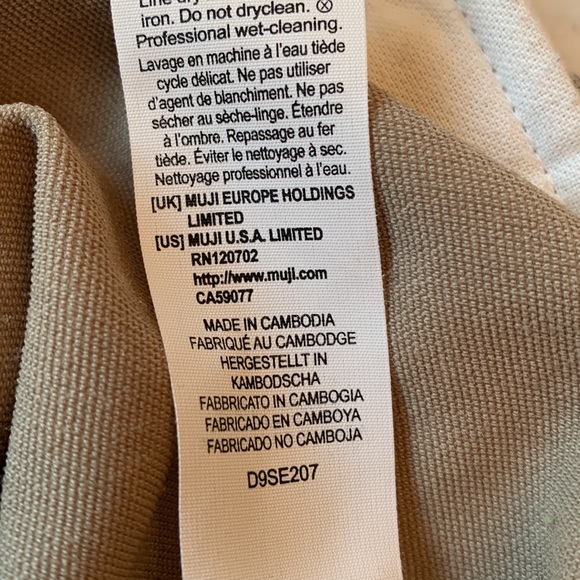 Line dry
iron. Do not dryclean. Ⓧ
Professional wet-cleaning.
Lavage en machine à l'eau tiède
cycle délicat. Ne pas utiliser
d'agent de blanchiment. Ne pas
sécher au sèche-linge. Étendre
à l'ombre. Repassage au fer
tiède. Éviter le nettoyage à sec.
Nettoyage professionnel à l'eau.
[UK] MUJI EUROPE HOLDINGS
LIMITED
[US] MUJI U.S.A. LIMITED
RN120702
http://www.muji.com
CA59077
MADE IN CAMBODIA
FABRIQUÉ AU CAMBODGE
HERGESTELLT IN
KAMBODSCHA
FABBRICATO IN CAMBOGIA
FABRICADO EN CAMBOYA
FABRICADO NO CAMBOJA
D9SE207